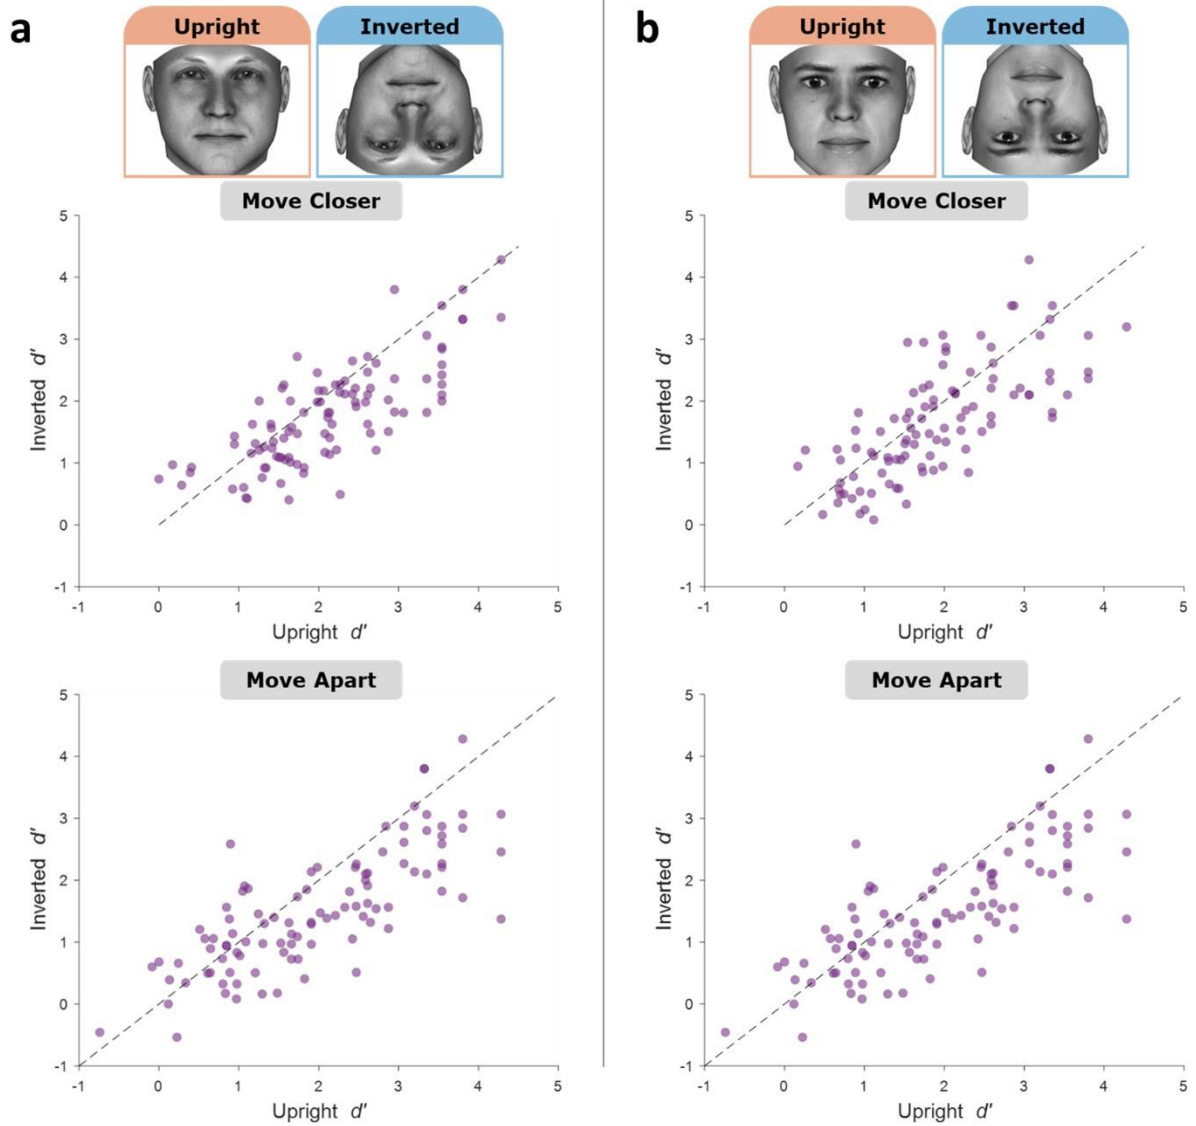 a
Upright
Inverted
Move Closer
5
4
3
2
1
0
-1
Inverted d′
-1 0 1 2 3 4 5
Upright d′
Move Apart
5
4
3
2
1
0
-1
Inverted d′
-1 0 1 2 3 4 5
Upright d′
b
Upright
Inverted
Move Closer
5
4
3
2
1
0
-1
Inverted d′
-1 0 1 2 3 4 5
Upright d′
Move Apart
5
4
3
2
1
0
-1
Inverted d′
-1 0 1 2 3 4 5
Upright d′